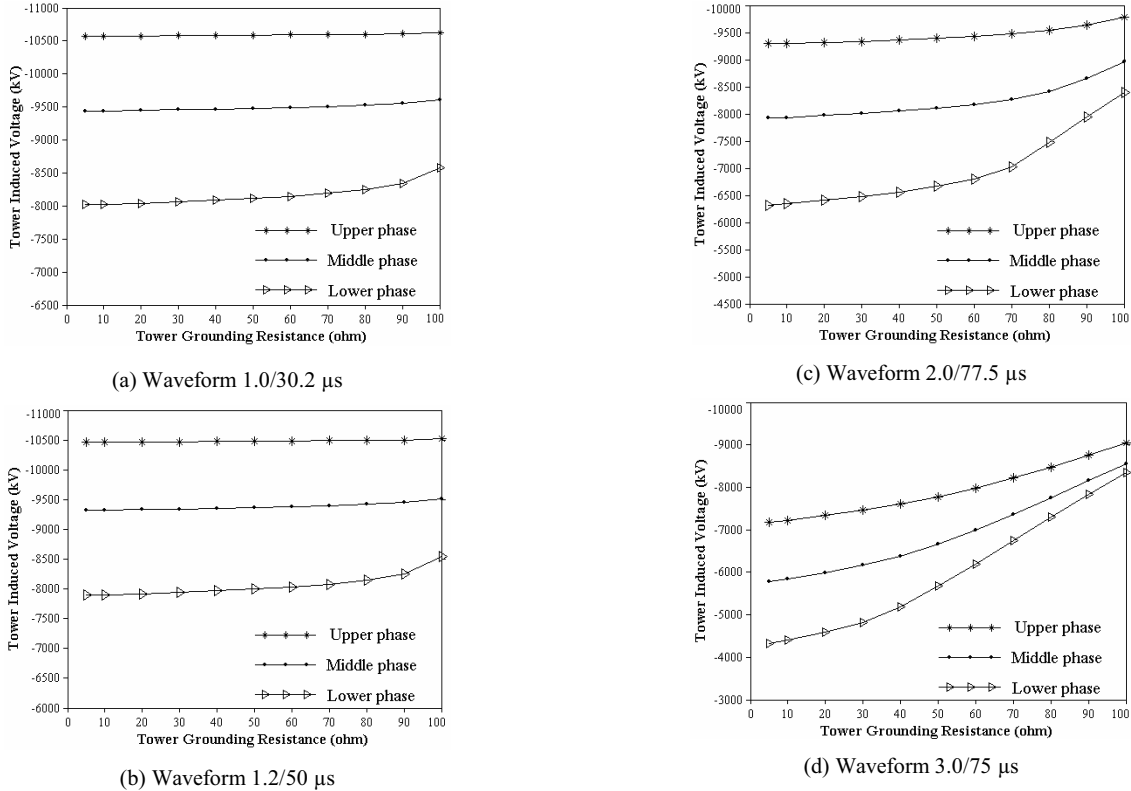 -11000
-10500
-10000
-9500
-9000
-8500
-8000
-7500
-7000
-6500
Tower Induced Voltage (kV)
Upper phase
Middle phase
Lower phase
0 10 20 30 40 50 60 70 80 90 100
Tower Grounding Resistance (ohm)
(a) Waveform 1.0/30.2 µs
-11000
-10500
-10000
-9500
-9000
-8500
-8000
-7500
-7000
-6500
-6000
Tower Induced Voltage (kV)
Upper phase
Middle phase
Lower phase
0 10 20 30 40 50 60 70 80 90 100
Tower Grounding Resistance (ohm)
(b) Waveform 1.2/50 µs
-10000
-9500
-9000
-8500
-8000
-7500
-7000
-6500
-6000
-5500
-5000
-4500
Tower Induced Voltage (kV)
Upper phase
Middle phase
Lower phase
0 10 20 30 40 50 60 70 80 90 100
Tower Grounding Resistance (ohm)
(c) Waveform 2.0/77.5 µs
-10000
-9000
-8000
-7000
-6000
-5000
-4000
-3000
Tower Induced Voltage (kV)
Upper phase
Middle phase
Lower phase
0 10 20 30 40 50 60 70 80 90 100
Tower Grounding Resistance (ohm)
(d) Waveform 3.0/75 µs